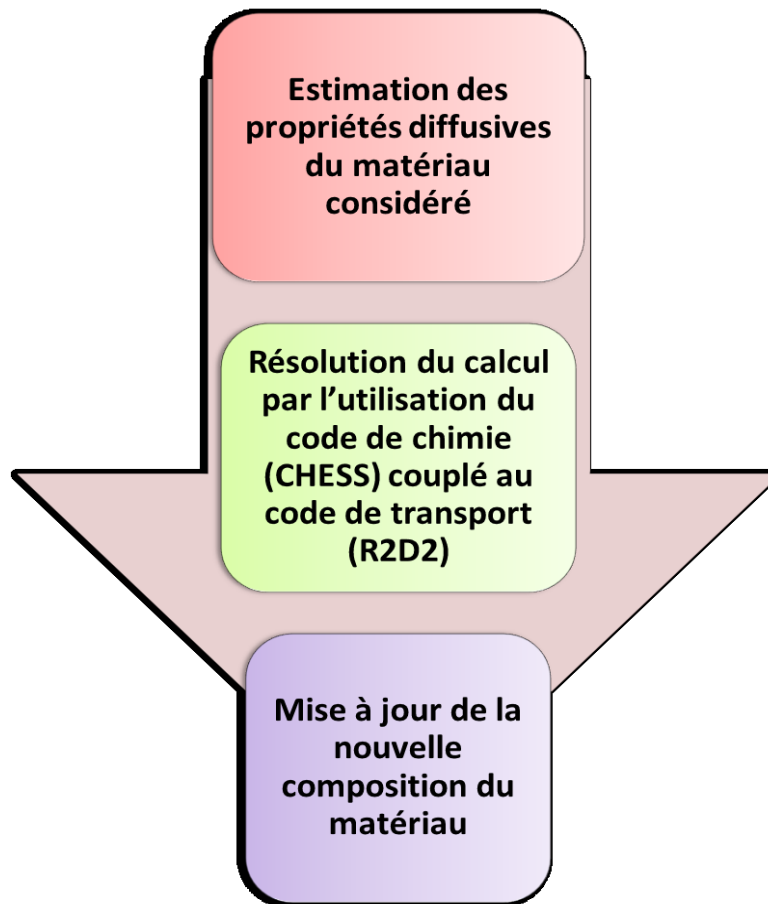 Estimation des
propriétés diffusives
du matériau
considéré
Résolution du calcul
par l’utilisation du
code de chimie
(CHESS) couplé au
code de transport
(R2D2)
Mise à jour de la
nouvelle
composition du
matériau